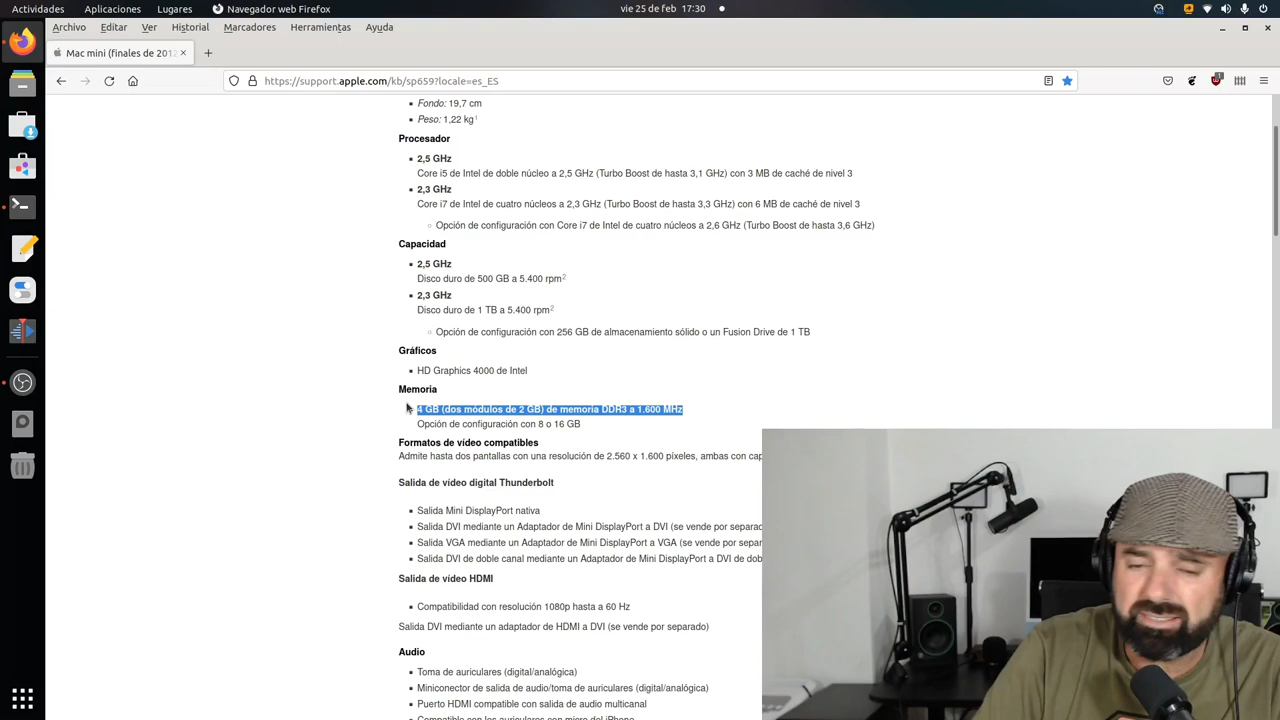 Actividades Aplicaciones Lugares Navegador web Firefox vie 25 de feb 17:30
Archivo Editar Ver Historial Marcadores Herramientas Ayuda
Mac mini (finales de 2012
https://support.apple.com/kb/sp659?locale=es_ES
Fondo: 19,7 cm
Peso: 1,22 kg1
Procesador
2,5 GHz
Core i5 de Intel de doble núcleo a 2,5 GHz (Turbo Boost de hasta 3,1 GHz) con 3 MB de caché de nivel 3
2,3 GHz
Core i7 de Intel de cuatro núcleos a 2,3 GHz (Turbo Boost de hasta 3,3 GHz) con 6 MB de caché de nivel 3
Opción de configuración con Core i7 de Intel de cuatro núcleos a 2,6 GHz (Turbo Boost de hasta 3,6 GHz)
Capacidad
2,5 GHz
Disco duro de 500 GB a 5.400 rpm2
2,3 GHz
Disco duro de 1 TB a 5.400 rpm2
Opción de configuración con 256 GB de almacenamiento sólido o un Fusion Drive de 1 TB
Gráficos
HD Graphics 4000 de Intel
Memoria
4 GB (dos módulos de 2 GB) de memoria DDR3 a 1.600 MHz
Opción de configuración con 8 o 16 GB
Formatos de vídeo compatibles
Admite hasta dos pantallas con una resolución de 2.560 x 1.600 píxeles, ambas con cap
Salida de vídeo digital Thunderbolt
Salida Mini DisplayPort nativa
Salida DVI mediante un Adaptador de Mini DisplayPort a DVI (se vende por separad
Salida VGA mediante un Adaptador de Mini DisplayPort a VGA (se vende por separ
Salida DVI de doble canal mediante un Adaptador de Mini DisplayPort a DVI de dob
Salida de vídeo HDMI
Compatibilidad con resolución 1080p hasta a 60 Hz
Salida DVI mediante un adaptador de HDMI a DVI (se vende por separado)
Audio
Toma de auriculares (digital/analógica)
Miniconector de salida de audio/toma de auriculares (digital/analógica)
Puerto HDMI compatible con salida de audio multicanal
Compatible con los auriculares con micro del iPhone